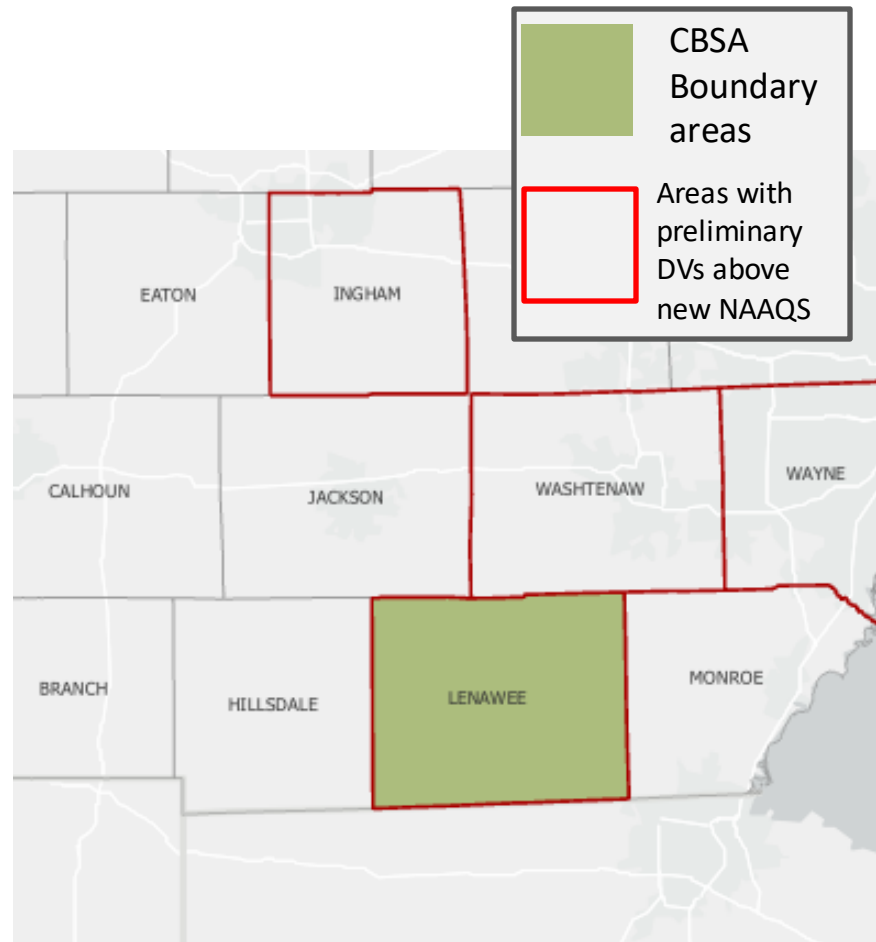 CBSA
Boundary
areas
Areas with
preliminary
DVs above
new NAAQS
EATON
INGHAM
CALHOUN
JACKSON
WASHTENAW
WAYNE
BRANCH
HILLSDALE
LENAWEE
MONROE